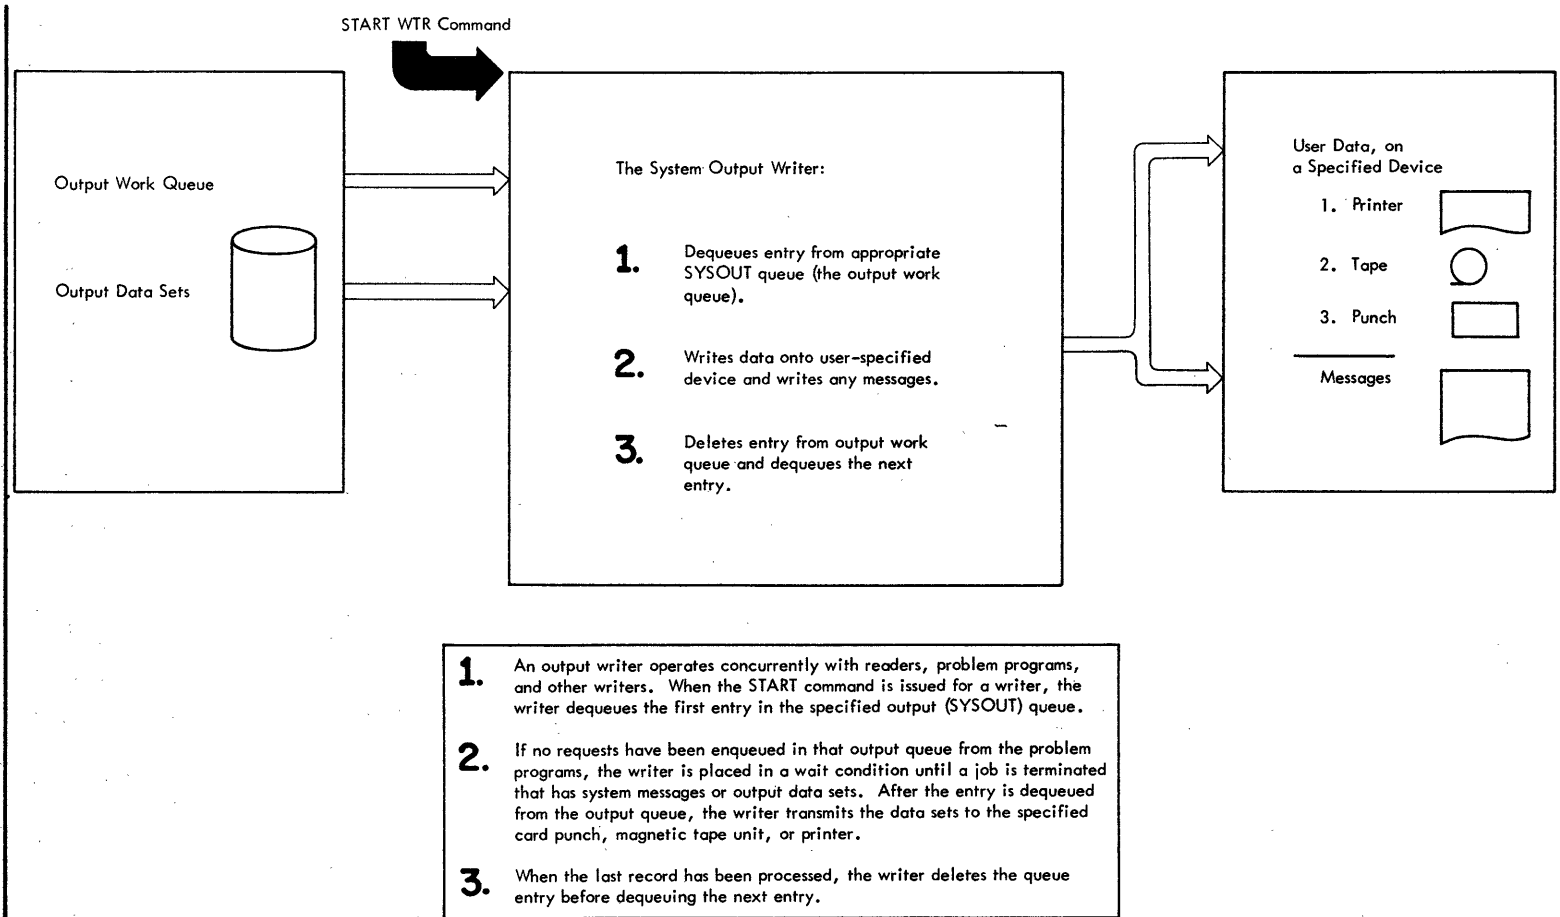 START WTR Command
Output Work Queue
Output Data Sets
The System Output Writer:
1. Dequeues entry from appropriate
SYSOUT queue (the output work
queue).
2. Writes data onto user-specified
device and writes any messages.
3. Deletes entry from output work
queue and dequeues the next
entry.
User Data, on
a Specified Device
1. Printer
2. Tape
3. Punch
Messages
1. An output writer operates concurrently with readers, problem programs,
and other writers. When the START command is issued for a writer, the
writer dequeues the first entry in the specified output (SYSOUT) queue.
2. If no requests have been enqueued in that output queue from the problem
programs, the writer is placed in a wait condition until a job is terminated
that has system messages or output data sets. After the entry is dequeued
from the output queue, the writer transmits the data sets to the specified
card punch, magnetic tape unit, or printer.
3. When the last record has been processed, the writer deletes the queue
entry before dequeuing the next entry.